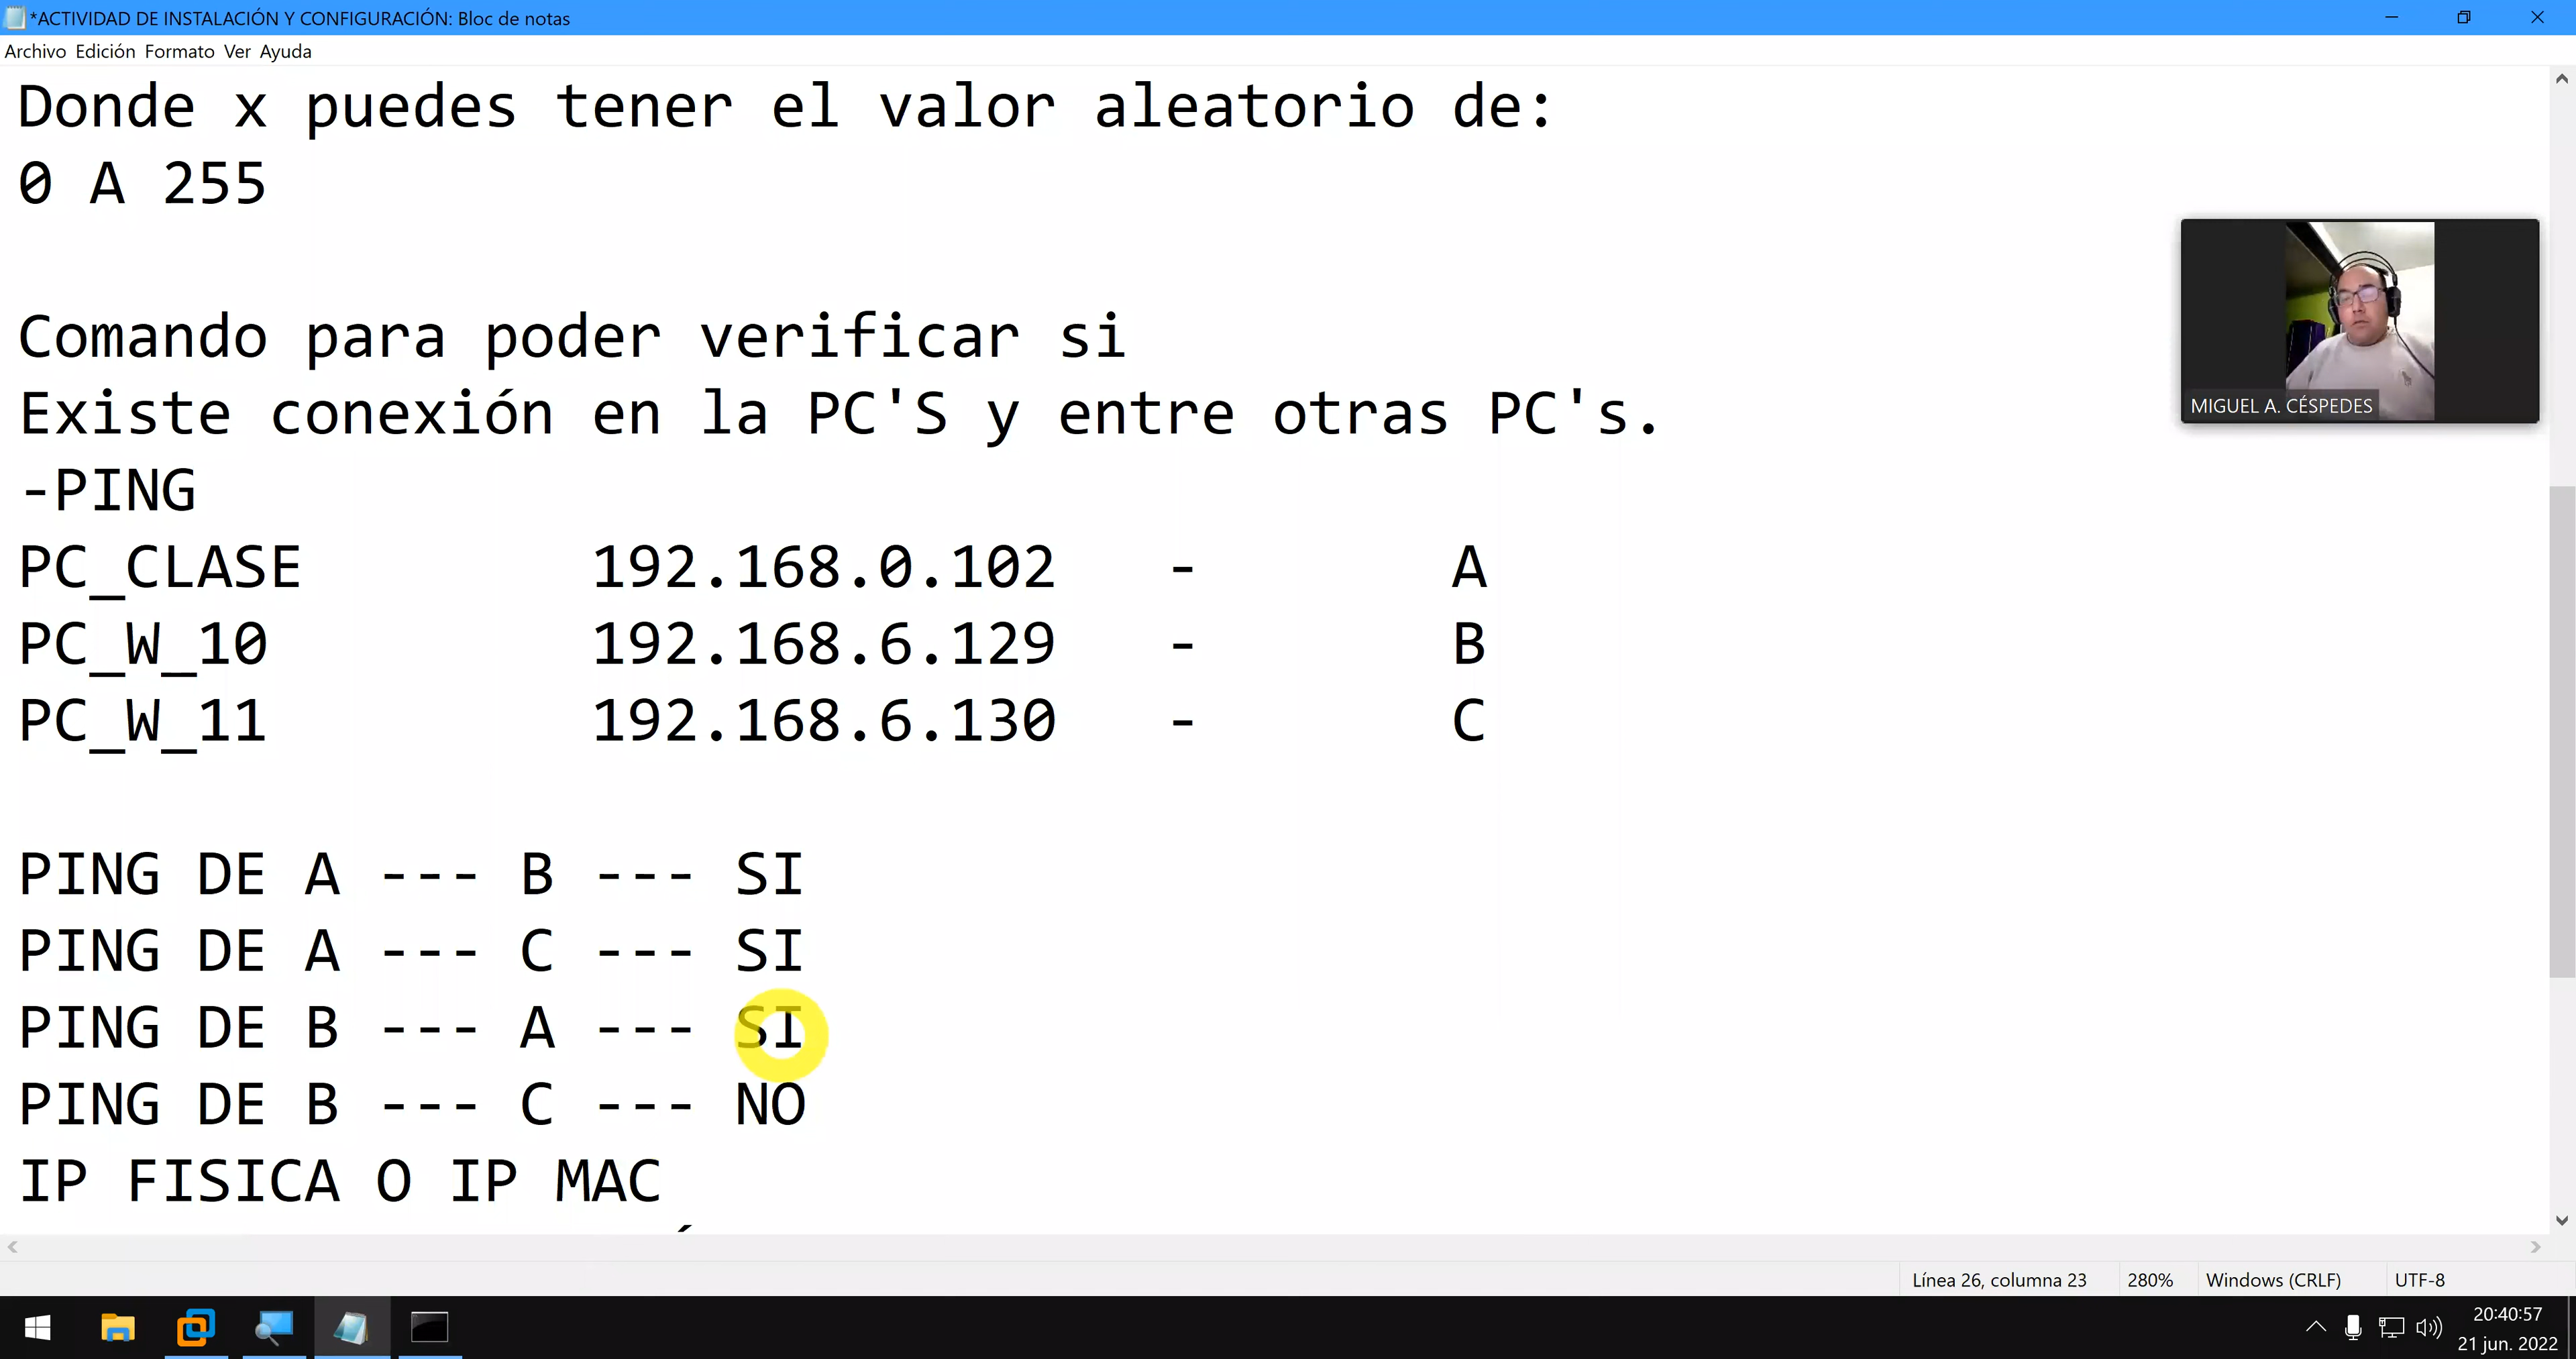 *ACTIVIDAD DE INSTALACIÓN Y CONFIGURACIÓN: Bloc de notas
Archivo Edición Formato Ver Ayuda
Donde x puedes tener el valor aleatorio de:
0 A 255
Comando para poder verificar si
Existe conexión en la PC'S y entre otras PC's.
-PING
PC_CLASE 192.168.0.102 - A
PC_W_10 192.168.6.129 - B
PC_W_11 192.168.6.130 - C
PING DE A --- B --- SI
PING DE A --- C --- SI
PING DE B --- A --- SI
PING DE B --- C --- NO
IP FISICA O IP MAC
MIGUEL A. CÉSPEDES
Línea 26, columna 23 280% Windows (CRLF) UTF-8
20:40:57
21 jun. 2022